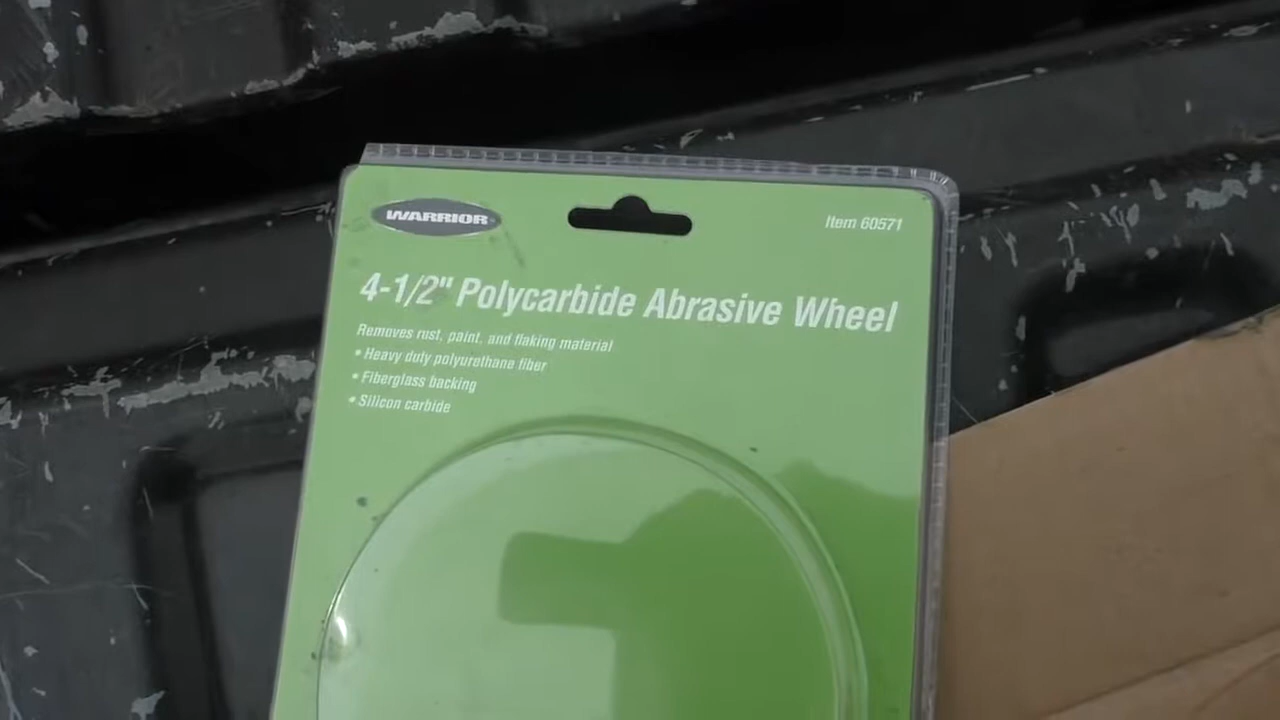 WARRIOR
Item 60571
4-1/2" Polycarbide Abrasive Wheel
Removes rust, paint, and flaking material
• Heavy duty polyurethane fiber
• Fiberglass backing
• Silicon carbide